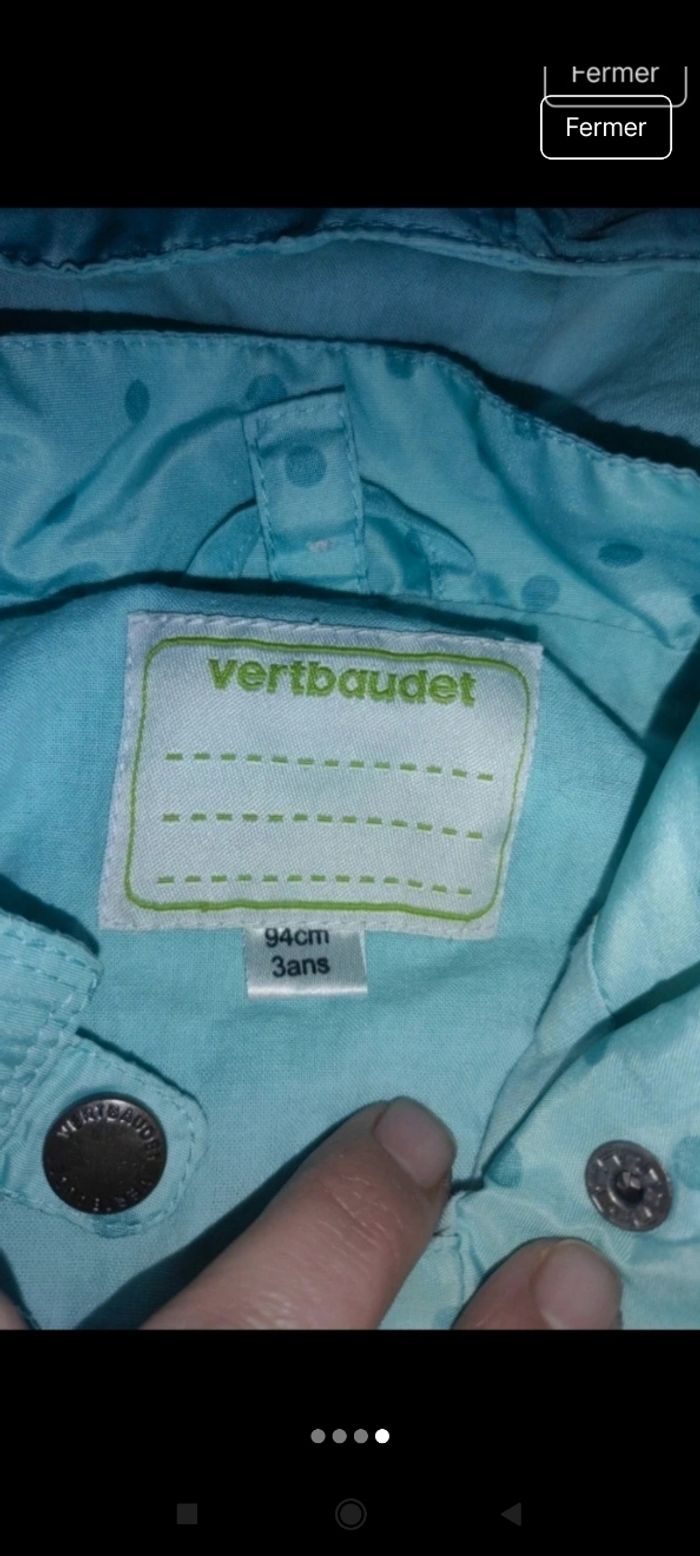 Fermer
Fermer
vertbaudet
94cm
3ans
VERTBAUDET